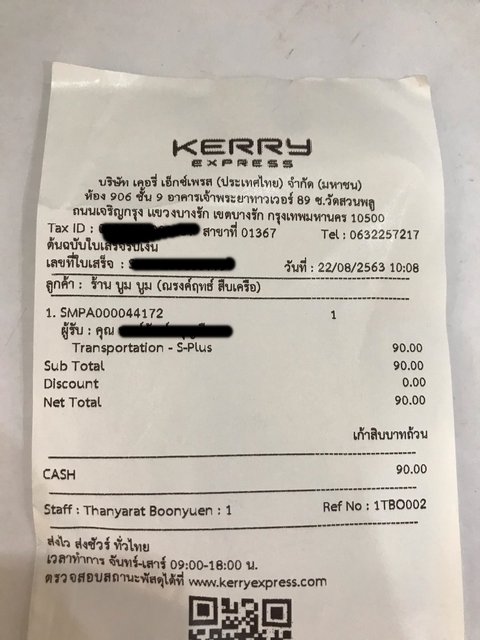 KERRY
EXPRESS
บริษัท เคอรี่ เอ็กซ์เพรส (ประเทศไทย) จำกัด (มหาชน)
ห้อง 906 ชั้น 9 อาคารเจ้าพระยาทาวเวอร์ 89 ซ.วัดสวนพลู
ถนนเจริญกรุง แขวงบางรัก เขตบางรัก กรุงเทพมหานคร 10500
Tax ID : สาขาที่ 01367 Tel : 0632257217
ต้นฉบับใบเสร็จรับเงิน
เลขที่ใบเสร็จ : วันที่ : 22/08/2563 10:08
ลูกค้า : ร้าน บูม บูม (ณรงค์ฤทธ์ สืบเครือ)
1. SMPA000044172 1
ผู้รับ : คุณ
Transportation - S-Plus 90.00
Sub Total 90.00
Discount 0.00
Net Total 90.00
เก้าสิบบาทถ้วน
CASH 90.00
Staff : Thanyarat Boonyuen : 1 Ref No : 1TBO002
ส่งไว ส่งชัวร์ ทั่วไทย
เวลาทำการ จันทร์-เสาร์ 09:00-18:00 น.
ตรวจสอบสถานะพัสดุได้ที่ www.kerryexpress.com